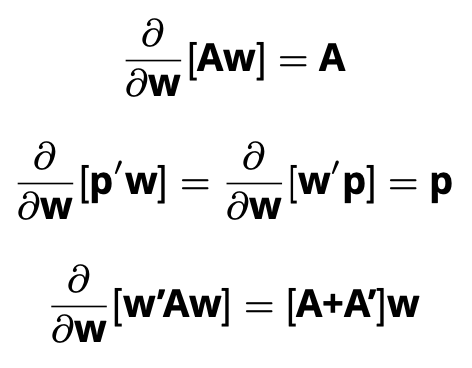 ∂/∂w [Aw] = A
∂/∂w [p′w] = ∂/∂w [w′p] = p
∂/∂w [w’Aw] = [A+A’]w